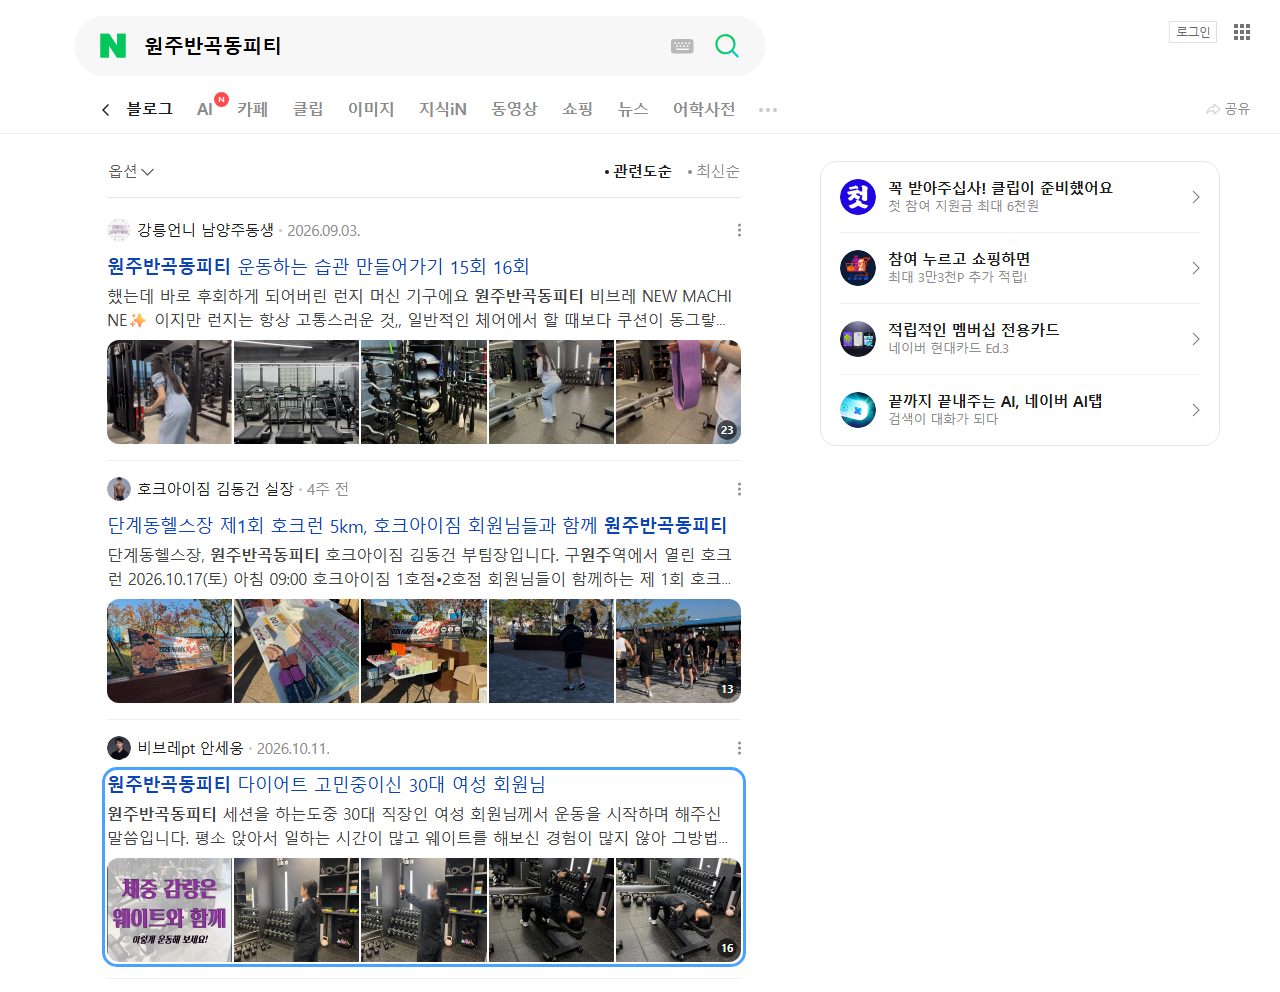 원주반곡동피티
로그인
블로그 AI N 카페 클립 이미지 지식iN 동영상 쇼핑 뉴스 어학사전
공유
옵션
• 관련도순 • 최신순
강릉언니 남양주동생 · 2026.09.03.
원주반곡동피티 운동하는 습관 만들어가기 15회 16회
했는데 바로 후회하게 되어버린 런지 머신 기구에요 원주반곡동피티 비브레 NEW MACHI
NE✨ 이지만 런지는 항상 고통스러운 것,, 일반적인 체어에서 할 때보다 쿠션이 동그랗...
23
호크아이짐 김동건 실장 · 4주 전
단계동헬스장 제1회 호크런 5km, 호크아이짐 회원님들과 함께 원주반곡동피티
단계동헬스장, 원주반곡동피티 호크아이짐 김동건 부팀장입니다. 구원주역에서 열린 호크
런 2026.10.17(토) 아침 09:00 호크아이짐 1호점•2호점 회원님들이 함께하는 제 1회 호크...
13
비브레pt 안세웅 · 2026.10.11.
원주반곡동피티 다이어트 고민중이신 30대 여성 회원님
원주반곡동피티 세션을 하는도중 30대 직장인 여성 회원님께서 운동을 시작하며 해주신
말씀입니다. 평소 앉아서 일하는 시간이 많고 웨이트를 해보신 경험이 많지 않아 그방법...
체중 감량은
웨이트와 함께
이렇게 운동해 보세요!
16
첫
꼭 받아주십사! 클립이 준비했어요
첫 참여 지원금 최대 6천원
참여 누르고 쇼핑하면
최대 3만3천P 추가 적립!
적립적인 멤버십 전용카드
네이버 현대카드 Ed.3
끝까지 끝내주는 AI, 네이버 AI탭
검색이 대화가 되다